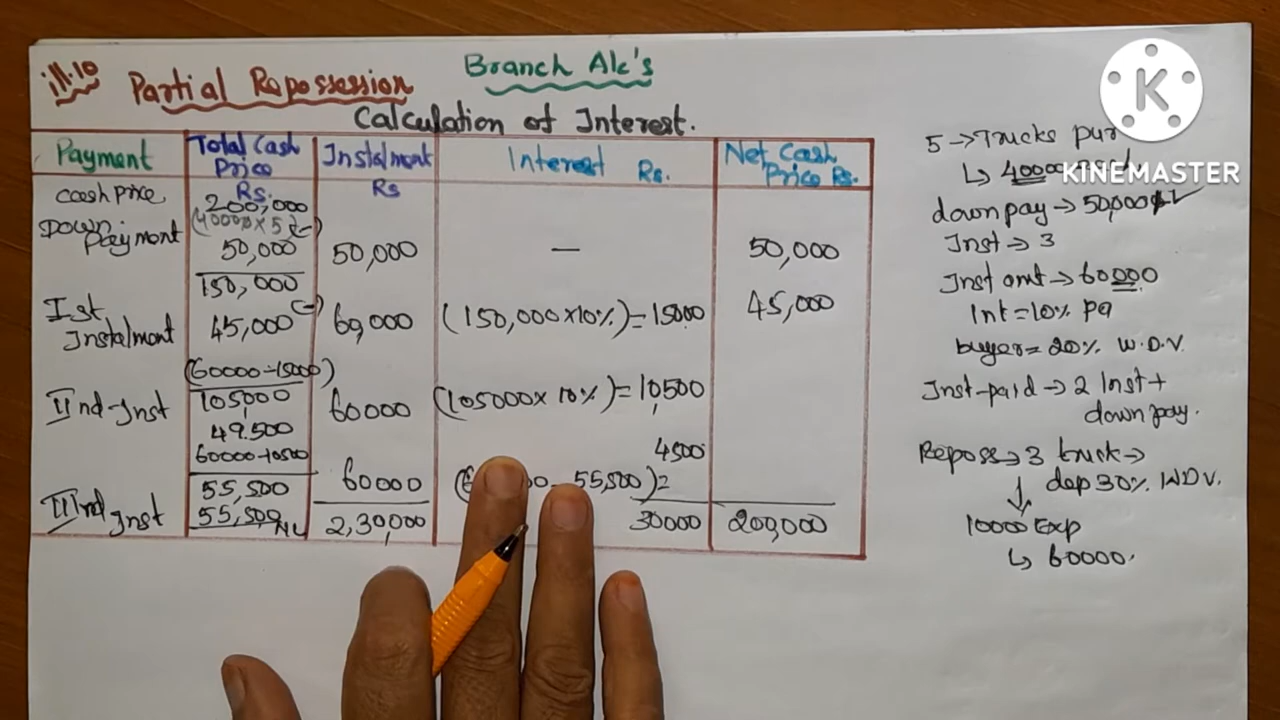 ill.10 Partial Repossession
Branch A/c's
Calculation of Interest.
Payment
Total Cash Price Rs.
Instalment Rs
Interest Rs.
Net Cash Price Rs.
Cash price
200,000
(40000 x 5)
(-)
Down Payment
50,000
50,000
—
50,000
150,000
Ist Instalment
(-)
45,000
60,000
(150,000 x 10%) = 15000
45,000
(60000 - 15000)
105000
IInd-Inst
49.500
60000
(105000 x 10%) = 10,500
60000-10500
55,500
60000
4500
55,500) =
IIIrd Inst
55,500
NIL
2,30,000
30000
200,000
5 → Trucks pur
↳ 40000
down pay → 50,000 ✓
Inst → 3
Inst amt → 60000
Int = 10% pa
buyer = 20% W.D.V.
Inst-paid → 2 Inst +
down pay.
Reposs → 3 truck →
dep 30% WDV.
↓
10000 Exp
↳ 60000.
K
KINEMASTER